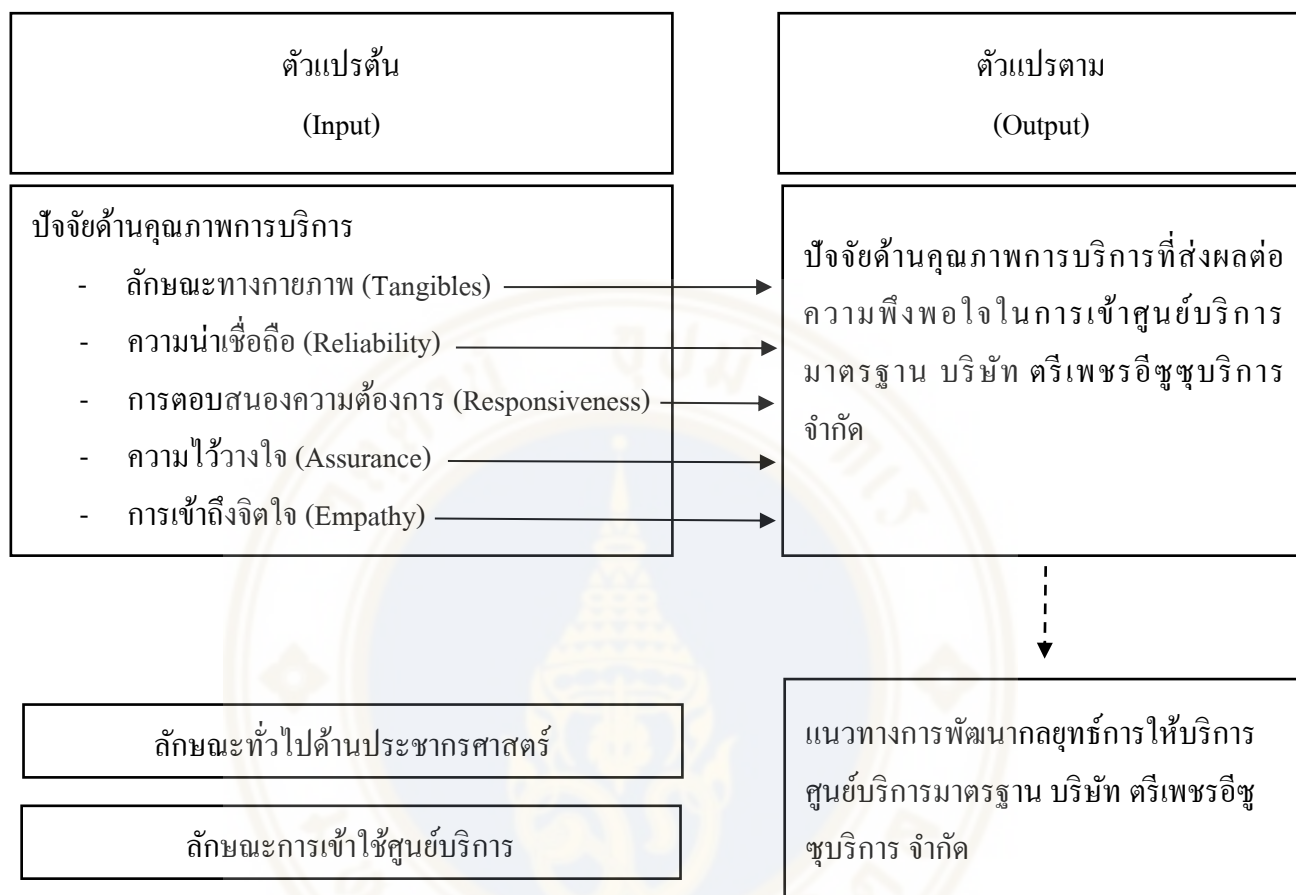 ตัวแปรต้น
(Input)
ตัวแปรตาม
(Output)
ปัจจัยด้านคุณภาพการบริการ
- ลักษณะทางกายภาพ (Tangibles)
- ความน่าเชื่อถือ (Reliability)
- การตอบสนองความต้องการ (Responsiveness)
- ความไว้วางใจ (Assurance)
- การเข้าถึงจิตใจ (Empathy)
ปัจจัยด้านคุณภาพการบริการที่ส่งผลต่อ
ความพึงพอใจในการเข้าศูนย์บริการ
มาตรฐาน บริษัท ตรีเพชรอีซูซุบริการ
จำกัด
ลักษณะทั่วไปด้านประชากรศาสตร์
ลักษณะการเข้าใช้ศูนย์บริการ
แนวทางการพัฒนากลยุทธ์การให้บริการ
ศูนย์บริการมาตรฐาน บริษัท ตรีเพชรอีซู
ซุบริการ จำกัด